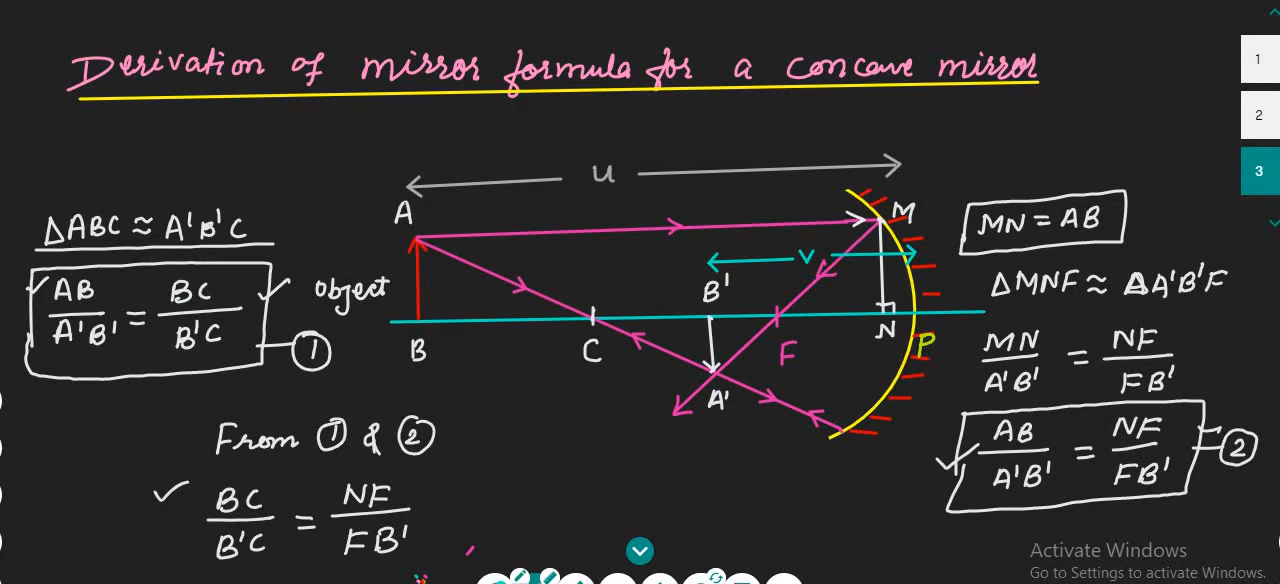 Derivation of mirror formula for a concave mirror
1
2
3
u
A
M
MN = AB
ΔABC ≈ A'B'C
v
B'
ΔMNF ≈ ΔA'B'F
AB/A'B' = BC/B'C
object
1
B
C
F
N
P
A'
MN/A'B' = NF/FB'
AB/A'B' = NF/FB'
2
From 1 & 2
BC/B'C = NF/FB'
Activate Windows
Go to Settings to activate Windows.